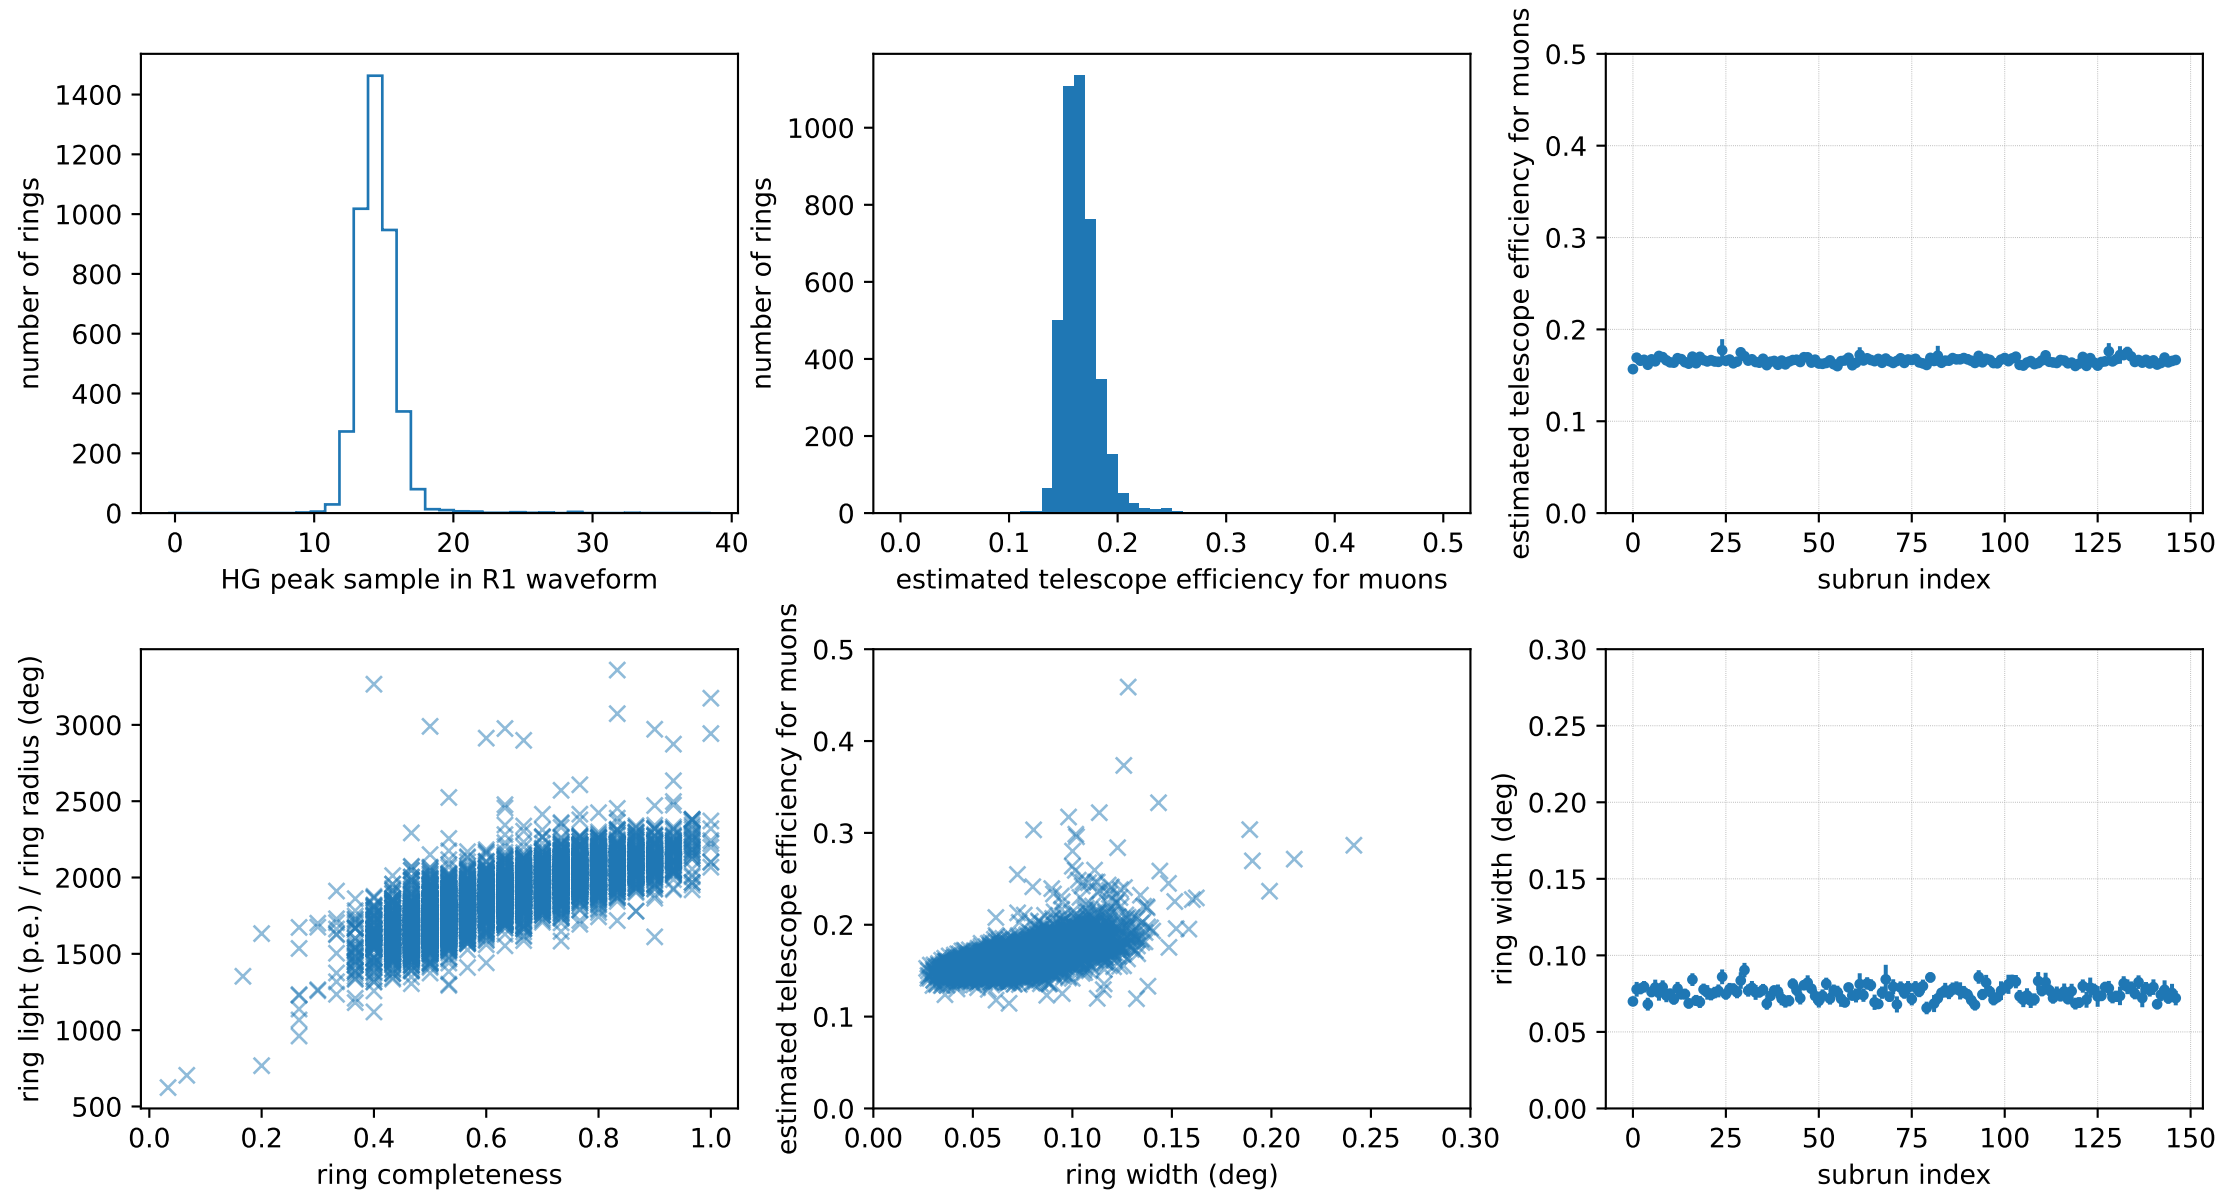 number of rings
1400
1200
1000
800
600
400
200
0
0 10 20 30 40
HG peak sample in R1 waveform
number of rings
1000
800
600
400
200
0
0.0 0.1 0.2 0.3 0.4 0.5
estimated telescope efficiency for muons
estimated telescope efficiency for muons
0.5
0.4
0.3
0.2
0.1
0.0
0 25 50 75 100 125 150
subrun index
ring light (p.e.) / ring radius (deg)
3000
2500
2000
1500
1000
500
0.0 0.2 0.4 0.6 0.8 1.0
ring completeness
estimated telescope efficiency for muons
0.5
0.4
0.3
0.2
0.1
0.0
0.00 0.05 0.10 0.15 0.20 0.25 0.30
ring width (deg)
ring width (deg)
0.30
0.25
0.20
0.15
0.10
0.05
0.00
0 25 50 75 100 125 150
subrun index